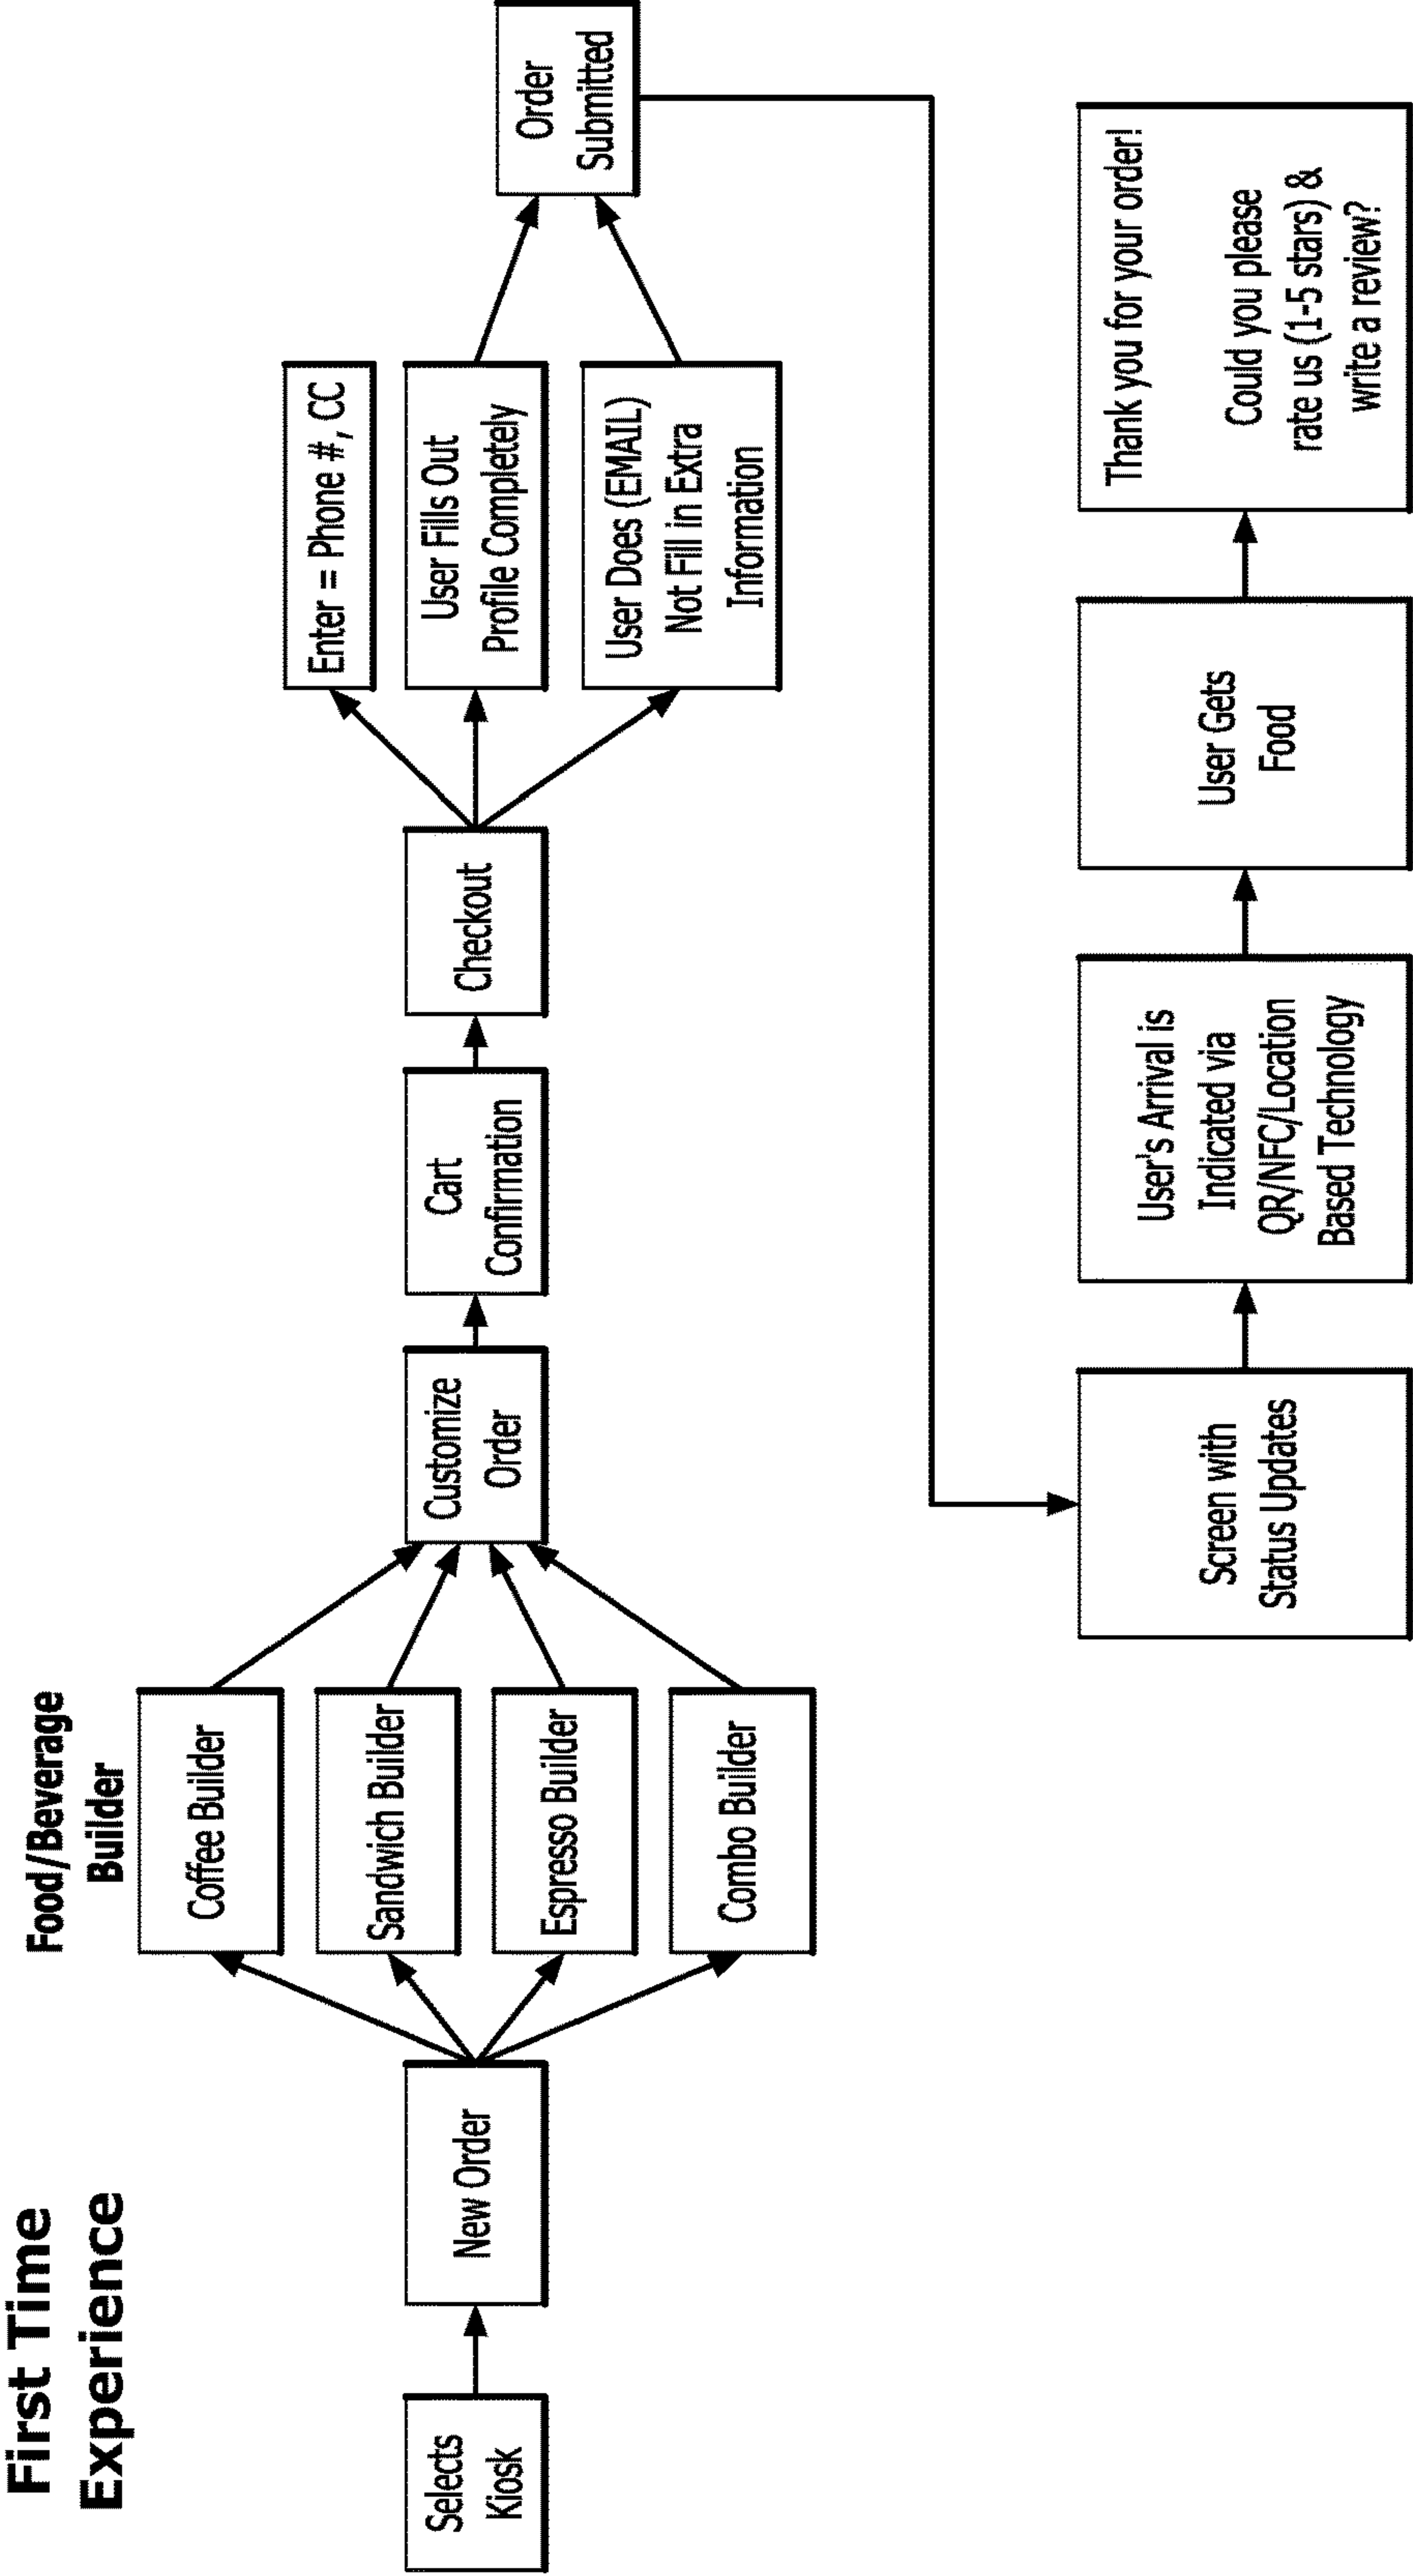 First Time
Experience
Selects
Kiosk
New Order
Food/Beverage
Builder
Coffee Builder
Sandwich Builder
Espresso Builder
Combo Builder
Customize
Order
Cart
Confirmation
Checkout
Enter = Phone #, CC
User Fills Out
Profile Completely
User Does (EMAIL)
Not Fill in Extra
Information
Order
Submitted
Screen with
Status Updates
User's Arrival is
Indicated via
QR/NFC/Location
Based Technology
User Gets
Food
Thank you for your order!
Could you please
rate us (1-5 stars) &
write a review?